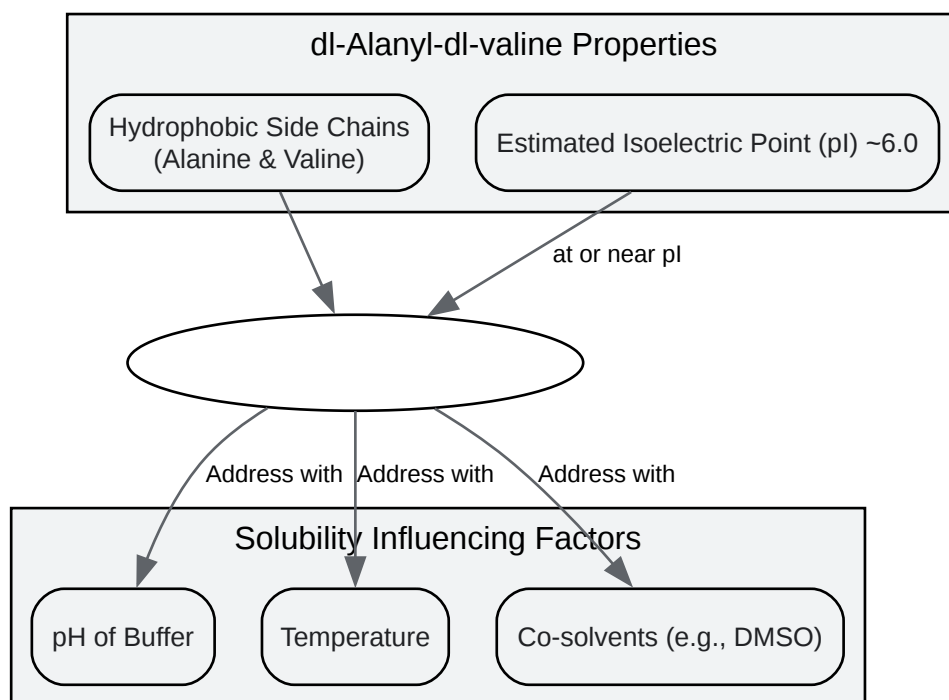 dl-Alanyl-dl-valine Properties
Hydrophobic Side Chains
(Alanine & Valine)
Estimated Isoelectric Point (pI) ~6.0
at or near pI
Address with
Address with
Address with
Solubility Influencing Factors
pH of Buffer
Temperature
Co-solvents (e.g., DMSO)